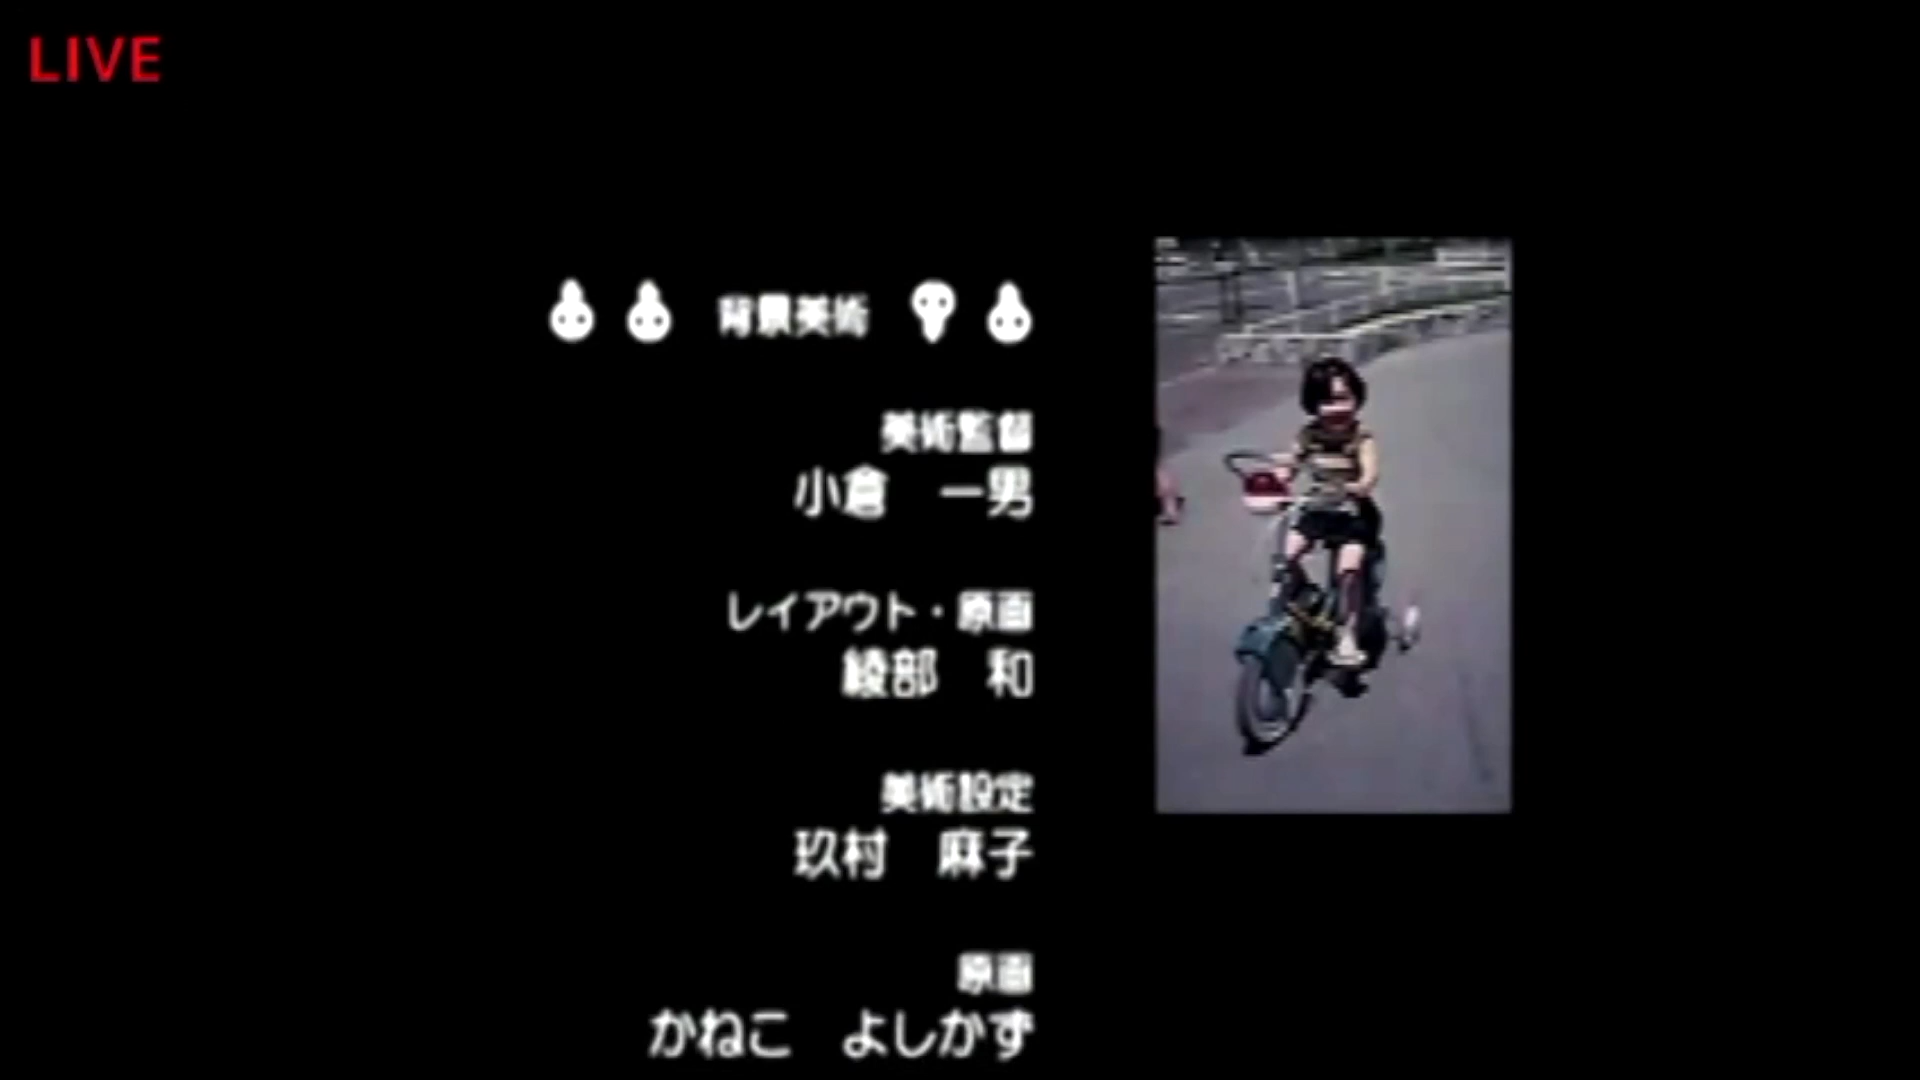 LIVE
背景美術
美術監督
小倉　一男
レイアウト・原画
綾部　和
美術設定
玖村　麻子
原画
かねこ　よしかず